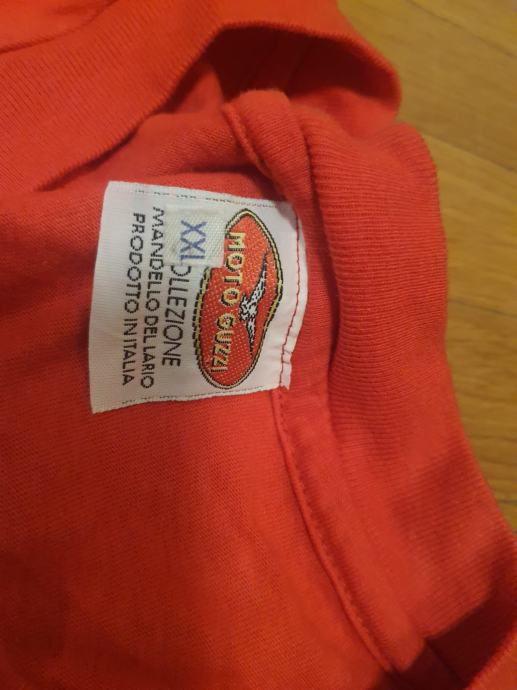 MOTO GUZZI
XXL
OLLEZIONE
MANDELLO DEL LARIO
PRODOTTO IN ITALIA